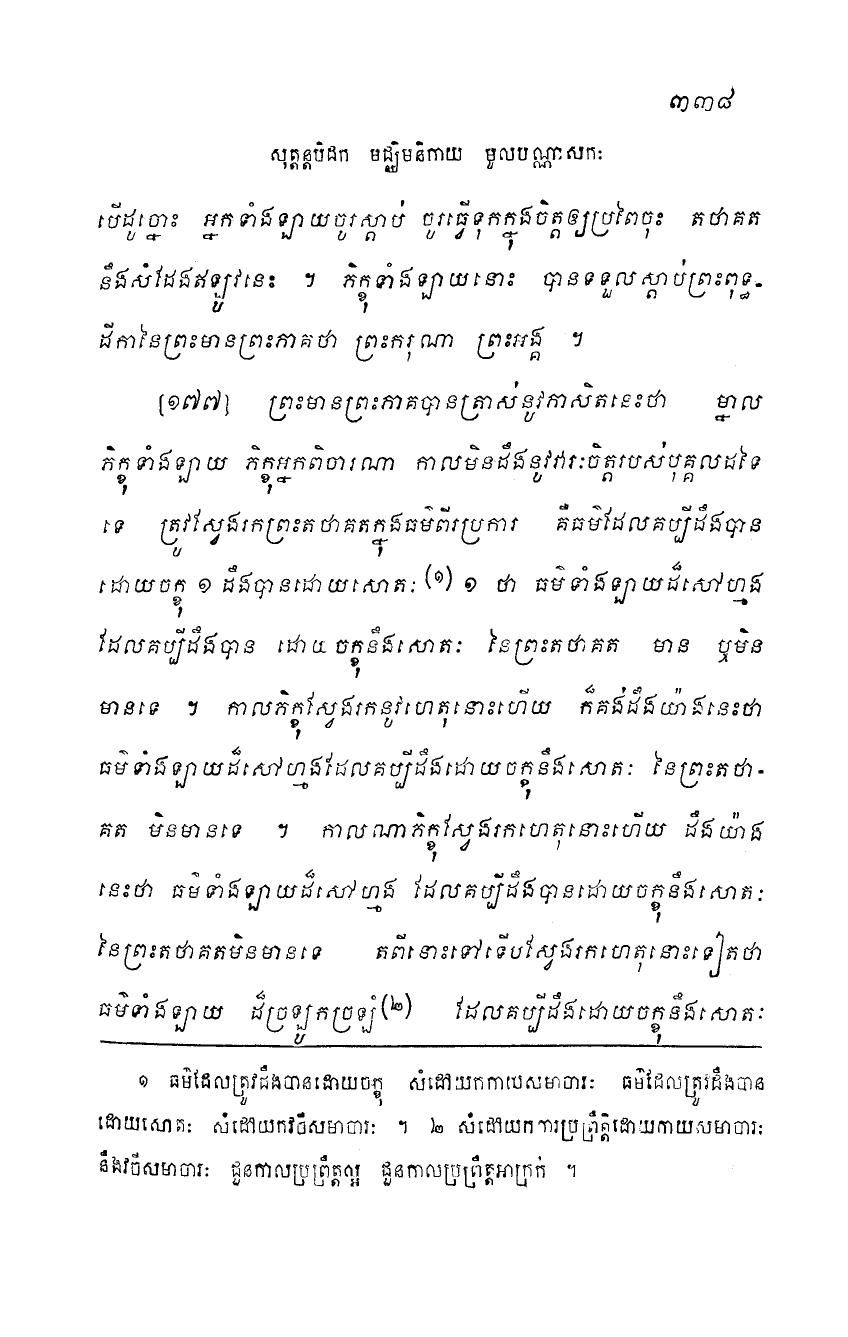 ៣៣៨
សុត្តន្តបិដក មជ្ឈិមនិកាយ មូលបណ្ណាសកៈ
បើដូច្នោះ អ្នកទាំងឡាយចូរស្តាប់ ចូរធ្វើទុកក្នុងចិត្តឲ្យប្រពៃចុះ តថាគត
នឹងសំដែងឥឡូវនេះ ។ ភិក្ខុទាំងឡាយនោះ បានទទួលស្តាប់ព្រះពុទ្ធ-
ដីកានៃព្រះមានព្រះភាគថា ព្រះករុណា ព្រះអង្គ ។
[១៧៧] ព្រះមានព្រះភាគបានត្រាស់នូវភាសិតនេះថា ម្នាល
ភិក្ខុទាំងឡាយ ភិក្ខុអ្នកពិចារណា កាលមិនដឹងនូវវារៈចិត្តរបស់បុគ្គលដទៃ
ទេ ត្រូវស្វែងរកព្រះតថាគតក្នុងធម៌ពីរប្រការ គឺធម៌ដែលគប្បីដឹងបាន
ដោយចក្ខុ ១ ដឹងបានដោយសោតៈ (១) ១ ថា ធម៌ទាំងឡាយដ៏សៅហ្មង
ដែលគប្បីដឹងបាន ដោយ ចក្ខុនឹងសោតៈ នៃព្រះតថាគត មាន ឬមិន
មានទេ ។ កាលភិក្ខុស្វែងរកនូវហេតុនោះហើយ ក៏គង់ដឹងយ៉ាងនេះថា
ធម៌ទាំងឡាយដ៏សៅហ្មងដែលគប្បីដឹងដោយចក្ខុនឹងសោតៈ នៃព្រះតថា-
គត មិនមានទេ ។ កាលណាភិក្ខុស្វែងរកហេតុនោះហើយ ដឹងយ៉ាង
នេះថា ធម៌ទាំងឡាយដ៏សៅហ្មង ដែលគប្បីដឹងបានដោយចក្ខុនឹងសោតៈ
នៃព្រះតថាគតមិនមានទេ តពីនោះទៅទើបស្វែងរកហេតុនោះទៀតថា
ធម៌ទាំងឡាយ ដ៏ច្រឡូកច្រឡំ (២) ដែលគប្បីដឹងដោយចក្ខុនឹងសោតៈ
១ ធម៌ដែលត្រូវដឹងបានដោយចក្ខុ សំដៅយកកាយសមាចារៈ ធម៌ដែលត្រូវដឹងបាន
ដោយសោតៈ សំដៅយកវចីសមាចារៈ ។ ២ សំដៅយកការប្រព្រឹត្តិដោយកាយសមាចារៈ
នឹងវចីសមាចារៈ ជួនកាលប្រព្រឹត្តល្អ ជួនកាលប្រព្រឹត្តអាក្រក់ ។